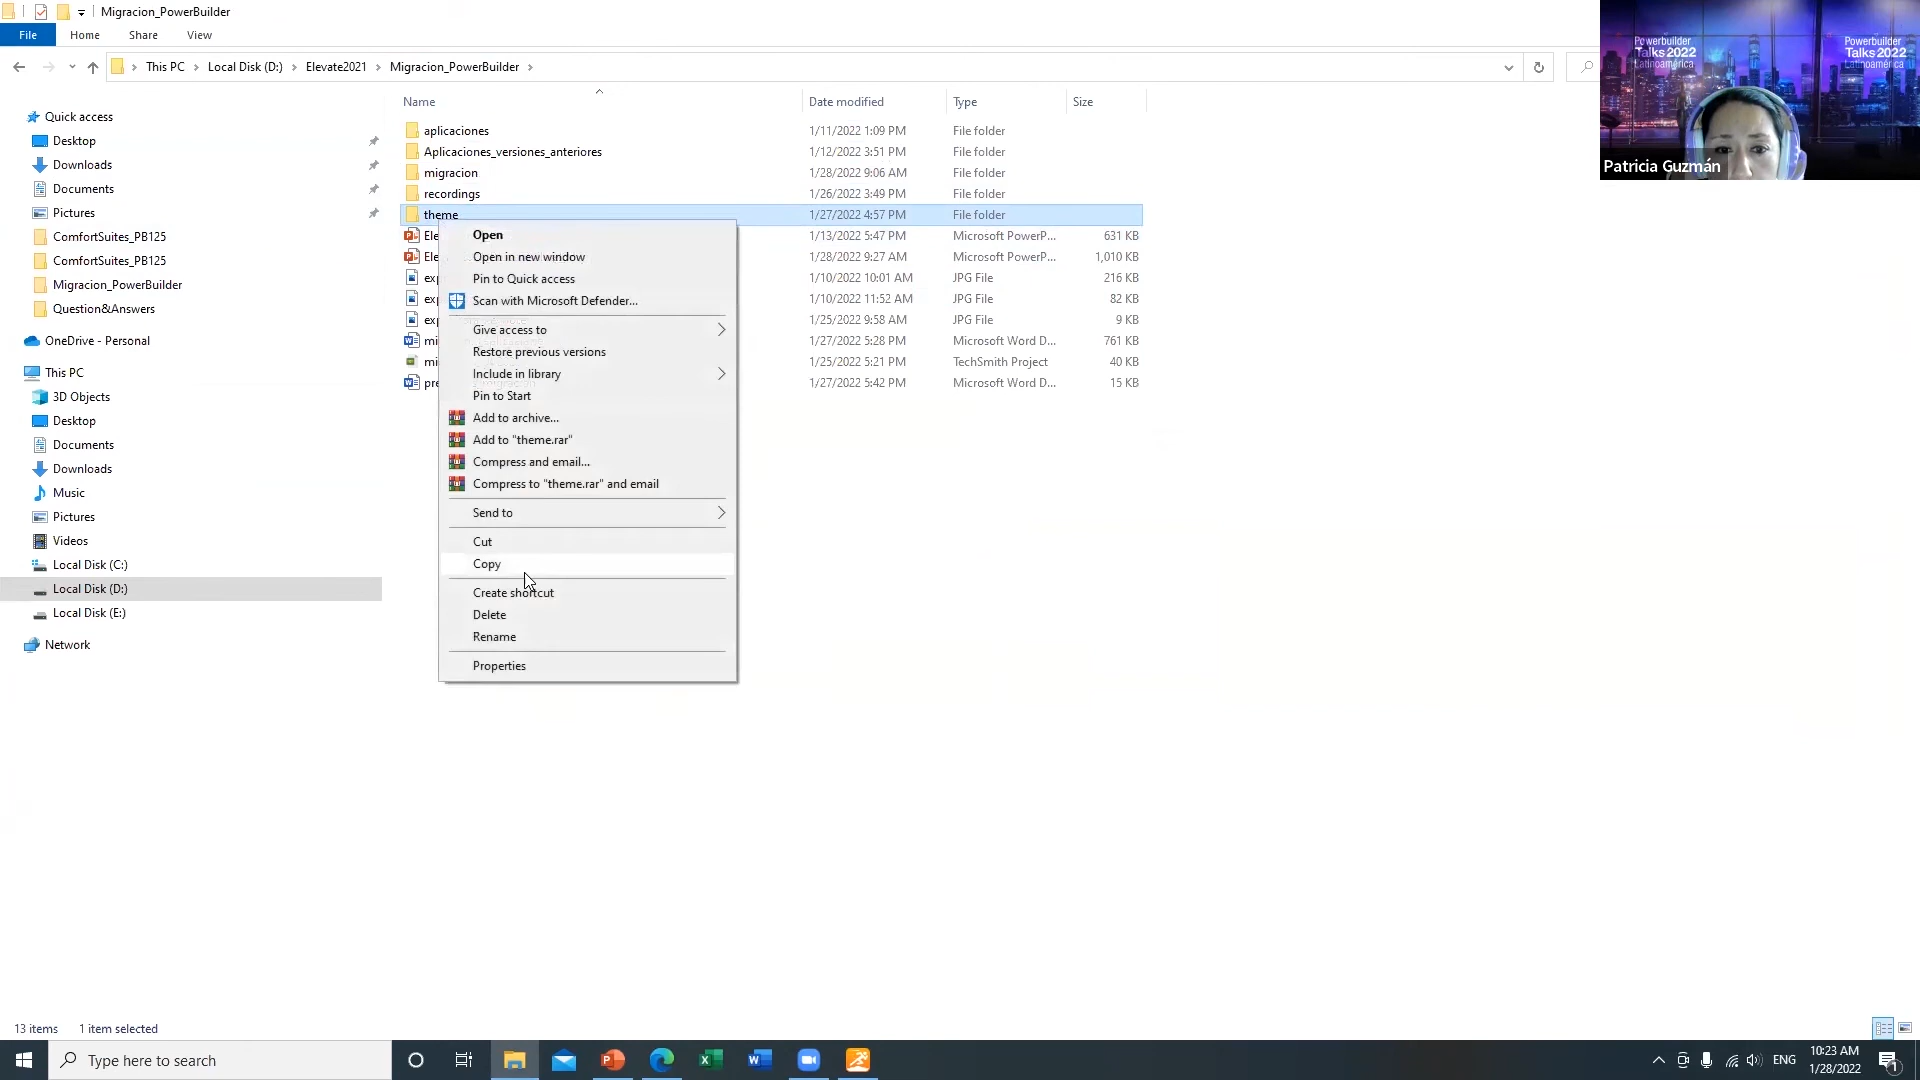 Migracion_PowerBuilder
File Home Share View
This PC Local Disk (D:) Elevate2021 Migracion_PowerBuilder
Powerbuilder Talks2022 Latinoamérica
Powerbuilder Talks2022 Latinoamérica
Patricia Guzmán
Quick access
Desktop
Downloads
Documents
Pictures
ComfortSuites_PB125
ComfortSuites_PB125
Migracion_PowerBuilder
Question&Answers
OneDrive - Personal
This PC
3D Objects
Desktop
Documents
Downloads
Music
Pictures
Videos
Local Disk (C:)
Local Disk (D:)
Local Disk (E:)
Network
Name Date modified Type Size
aplicaciones 1/11/2022 1:09 PM File folder
Aplicaciones_versiones_anteriores 1/12/2022 3:51 PM File folder
migracion 1/28/2022 9:06 AM File folder
recordings 1/26/2022 3:49 PM File folder
theme 1/27/2022 4:57 PM File folder
Ele 1/13/2022 5:47 PM Microsoft PowerP... 631 KB
Ele 1/28/2022 9:27 AM Microsoft PowerP... 1,010 KB
ex 1/10/2022 10:01 AM JPG File 216 KB
ex 1/10/2022 11:52 AM JPG File 82 KB
ex 1/25/2022 9:58 AM JPG File 9 KB
mi 1/27/2022 5:28 PM Microsoft Word D... 761 KB
mi 1/25/2022 5:21 PM TechSmith Project 40 KB
pre 1/27/2022 5:42 PM Microsoft Word D... 15 KB
Open
Open in new window
Pin to Quick access
Scan with Microsoft Defender...
Give access to
Restore previous versions
Include in library
Pin to Start
Add to archive...
Add to "theme.rar"
Compress and email...
Compress to "theme.rar" and email
Send to
Cut
Copy
Create shortcut
Delete
Rename
Properties
13 items 1 item selected
Type here to search
ENG
10:23 AM
1/28/2022
1